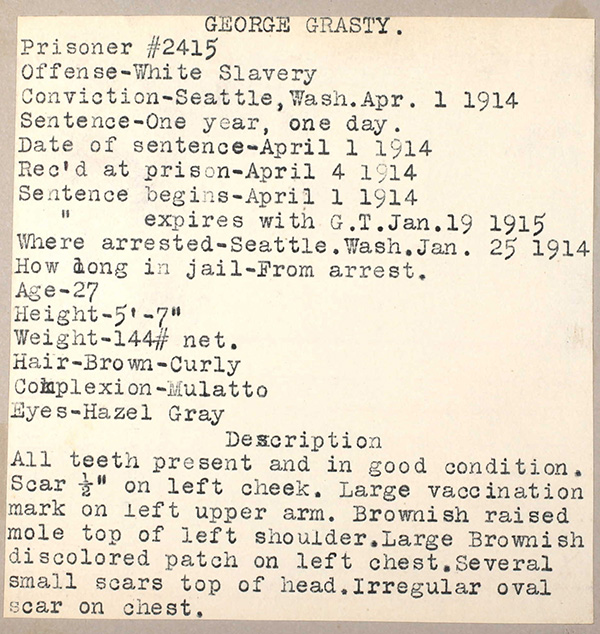 GEORGE GRASTY.
Prisoner #2415
Offense-White Slavery
Conviction-Seattle,Wash.Apr. 1 1914
Sentence-One year, one day.
Date of sentence-April 1 1914
Rec'd at prison-April 4 1914
Sentence begins-April 1 1914
" expires with G.T.Jan.19 1915
Where arrested-Seattle.Wash.Jan. 25 1914
How long in jail-From arrest.
Age-27
Height-5'-7"
Weight-144# net.
Hair-Brown-Curly
Complexion-Mulatto
Eyes-Hazel Gray
Description
All teeth present and in good condition.
Scar ½" on left cheek. Large vaccination
mark on left upper arm. Brownish raised
mole top of left shoulder.Large Brownish
discolored patch on left chest.Several
small scars top of head.Irregular oval
scar on chest.